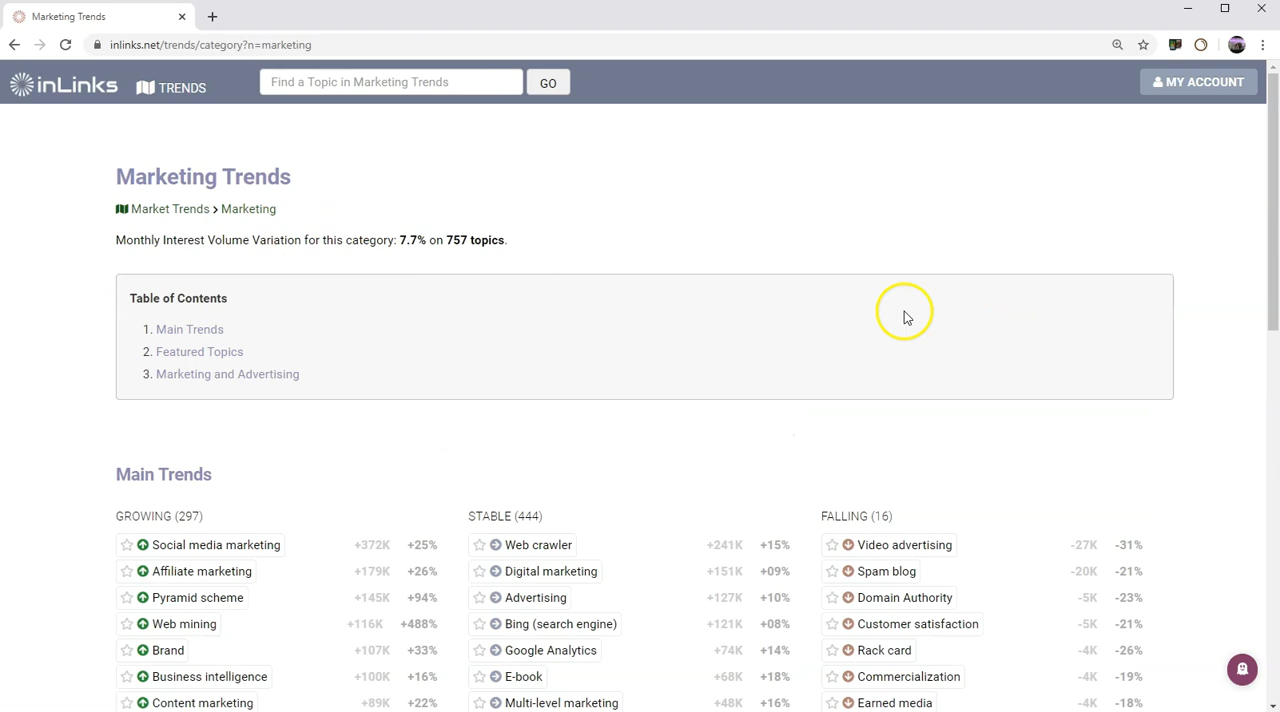 Marketing Trends
inlinks.net/trends/category?n=marketing
inLinks TRENDS Find a Topic in Marketing Trends GO MY ACCOUNT
Marketing Trends
Market Trends > Marketing
Monthly Interest Volume Variation for this category: 7.7% on 757 topics.
Table of Contents
1. Main Trends
2. Featured Topics
3. Marketing and Advertising
Main Trends
GROWING (297)
Social media marketing +372K +25%
Affiliate marketing +179K +26%
Pyramid scheme +145K +94%
Web mining +116K +488%
Brand +107K +33%
Business intelligence +100K +16%
Content marketing +89K +22%
STABLE (444)
Web crawler +241K +15%
Digital marketing +151K +09%
Advertising +127K +10%
Bing (search engine) +121K +08%
Google Analytics +74K +14%
E-book +68K +18%
Multi-level marketing +48K +16%
FALLING (16)
Video advertising -27K -31%
Spam blog -20K -21%
Domain Authority -5K -23%
Customer satisfaction -5K -21%
Rack card -4K -26%
Commercialization -4K -19%
Earned media -4K -18%